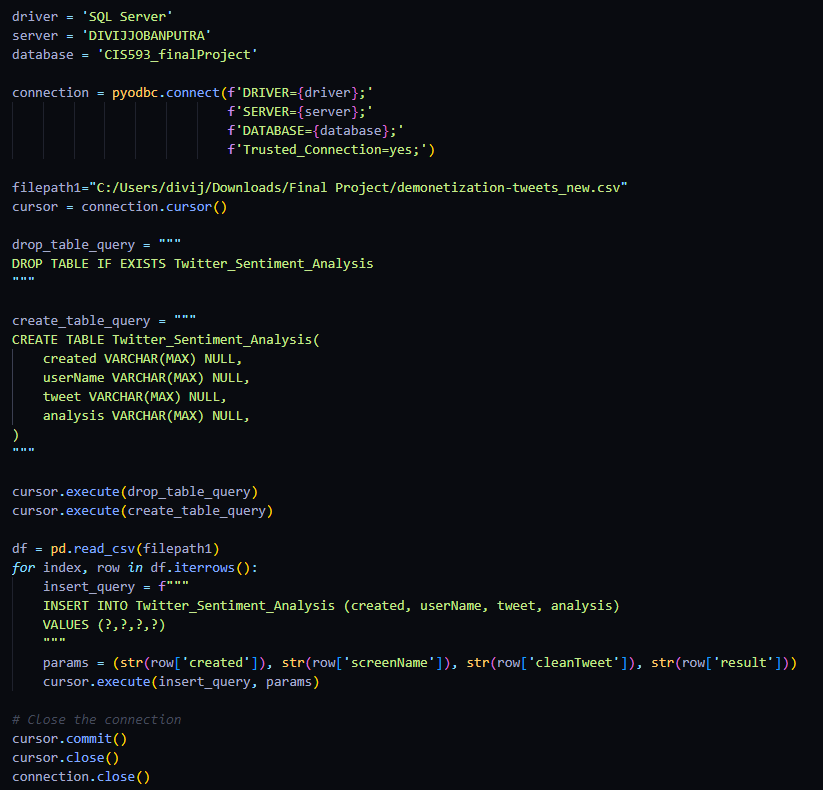 driver = 'SQL Server'
server = 'DIVIJJOBANPUTRA'
database = 'CIS593_finalProject'

connection = pyodbc.connect(f'DRIVER={driver};'
                            f'SERVER={server};'
                            f'DATABASE={database};'
                            f'Trusted_Connection=yes;')

filepath1="C:/Users/divij/Downloads/Final Project/demonetization-tweets_new.csv"
cursor = connection.cursor()

drop_table_query = """
DROP TABLE IF EXISTS Twitter_Sentiment_Analysis
"""

create_table_query = """
CREATE TABLE Twitter_Sentiment_Analysis(
    created VARCHAR(MAX) NULL,
    userName VARCHAR(MAX) NULL,
    tweet VARCHAR(MAX) NULL,
    analysis VARCHAR(MAX) NULL,
)
"""

cursor.execute(drop_table_query)
cursor.execute(create_table_query)

df = pd.read_csv(filepath1)
for index, row in df.iterrows():
    insert_query = f"""
    INSERT INTO Twitter_Sentiment_Analysis (created, userName, tweet, analysis)
    VALUES (?,?,?,?)
    """
    params = (str(row['created']), str(row['screenName']), str(row['cleanTweet']), str(row['result']))
    cursor.execute(insert_query, params)

# Close the connection
cursor.commit()
cursor.close()
connection.close()